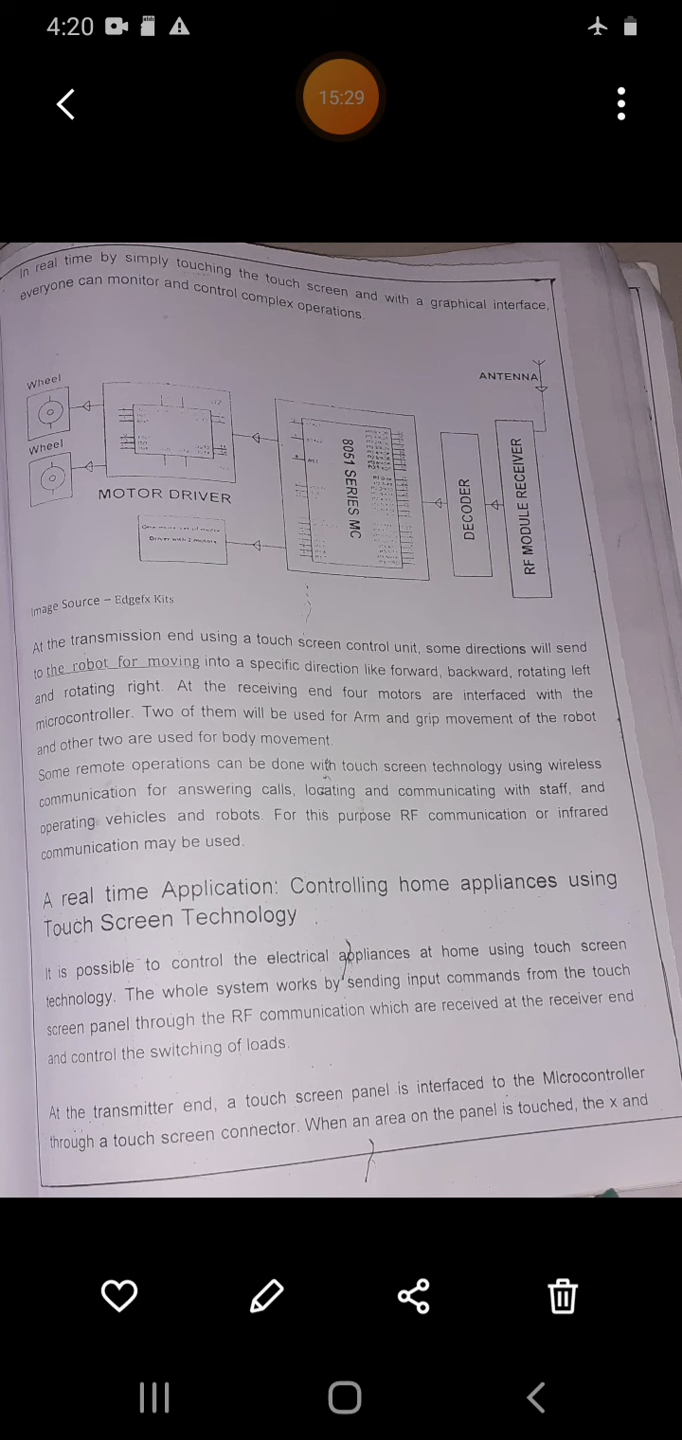 4:20
15:29
In real time by simply touching the touch screen and with a graphical interface,
everyone can monitor and control complex operations.
ANTENNA
Wheel
Wheel
MOTOR DRIVER
8051 SERIES MC
DECODER
RF MODULE RECEIVER
Driver with 2 motors
Image Source – Edgefx Kits
At the transmission end using a touch screen control unit, some directions will send
to the robot for moving into a specific direction like forward, backward, rotating left
and rotating right. At the receiving end four motors are interfaced with the
microcontroller. Two of them will be used for Arm and grip movement of the robot
and other two are used for body movement.
Some remote operations can be done with touch screen technology using wireless
communication for answering calls, locating and communicating with staff, and
operating vehicles and robots. For this purpose RF communication or infrared
communication may be used.
A real time Application: Controlling home appliances using
Touch Screen Technology
It is possible to control the electrical appliances at home using touch screen
technology. The whole system works by sending input commands from the touch
screen panel through the RF communication which are received at the receiver end
and control the switching of loads.
At the transmitter end, a touch screen panel is interfaced to the Microcontroller
through a touch screen connector. When an area on the panel is touched, the x and